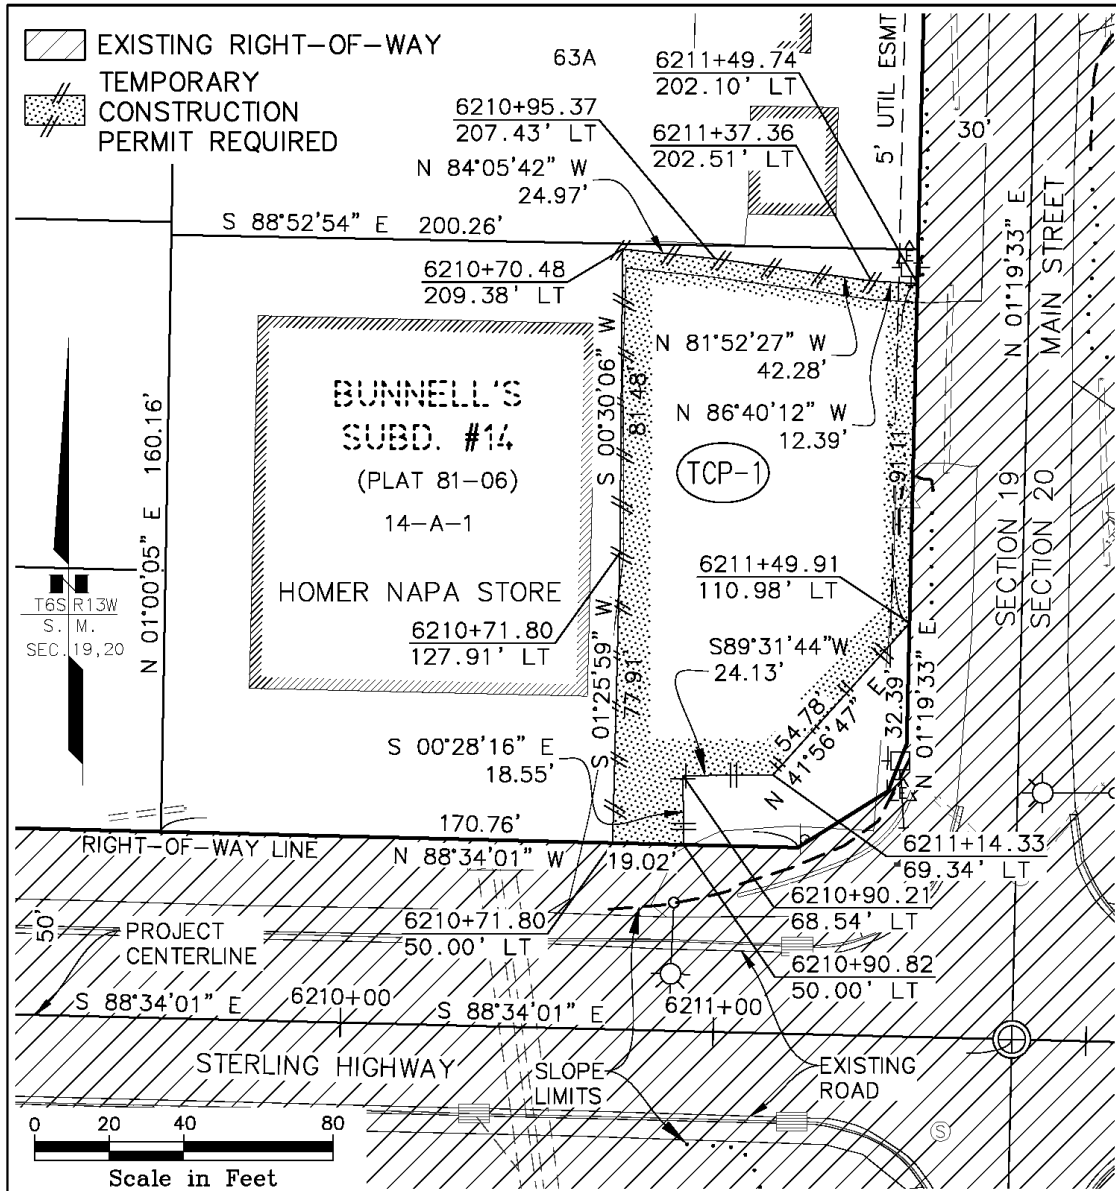 EXISTING RIGHT-OF-WAY
TEMPORARY
CONSTRUCTION
PERMIT REQUIRED
63A
6211+49.74
202.10' LT
6210+95.37
207.43' LT
6211+37.36
202.51' LT
5' UTIL ESMT
30'
N 84°05'42" W
24.97'
S 88°52'54" E 200.26'
6210+70.48
209.38' LT
N 01°19'33" E
MAIN STREET
S 00°30'06" W
81.48'
N 81°52'27" W
42.28'
N 86°40'12" W
12.39'
BUNNELL'S
SUBD. #14
(PLAT 81-06)
14-A-1
HOMER NAPA STORE
N 01°00'05" E 160.16'
TCP-1
91.11'
SECTION 19
SECTION 20
T6S R13W
S. M.
SEC. 19,20
N
6211+49.91
110.98' LT
6210+71.80
127.91' LT
S 01°25'59" W
77.91'
S89°31'44"W
24.13'
54.78'
N 41°56'47" E
32.39'
N 01°19'33" E
S 00°28'16" E
18.55'
170.76'
RIGHT-OF-WAY LINE
N 88°34'01" W
19.02'
6211+14.33
69.34' LT
6210+90.21
68.54' LT
6210+71.80
50.00' LT
6210+90.82
50.00' LT
50'
PROJECT
CENTERLINE
S 88°34'01" E
6210+00
S 88°34'01" E
6211+00
STERLING HIGHWAY
SLOPE
LIMITS
EXISTING
ROAD
S
0 20 40 80
Scale in Feet